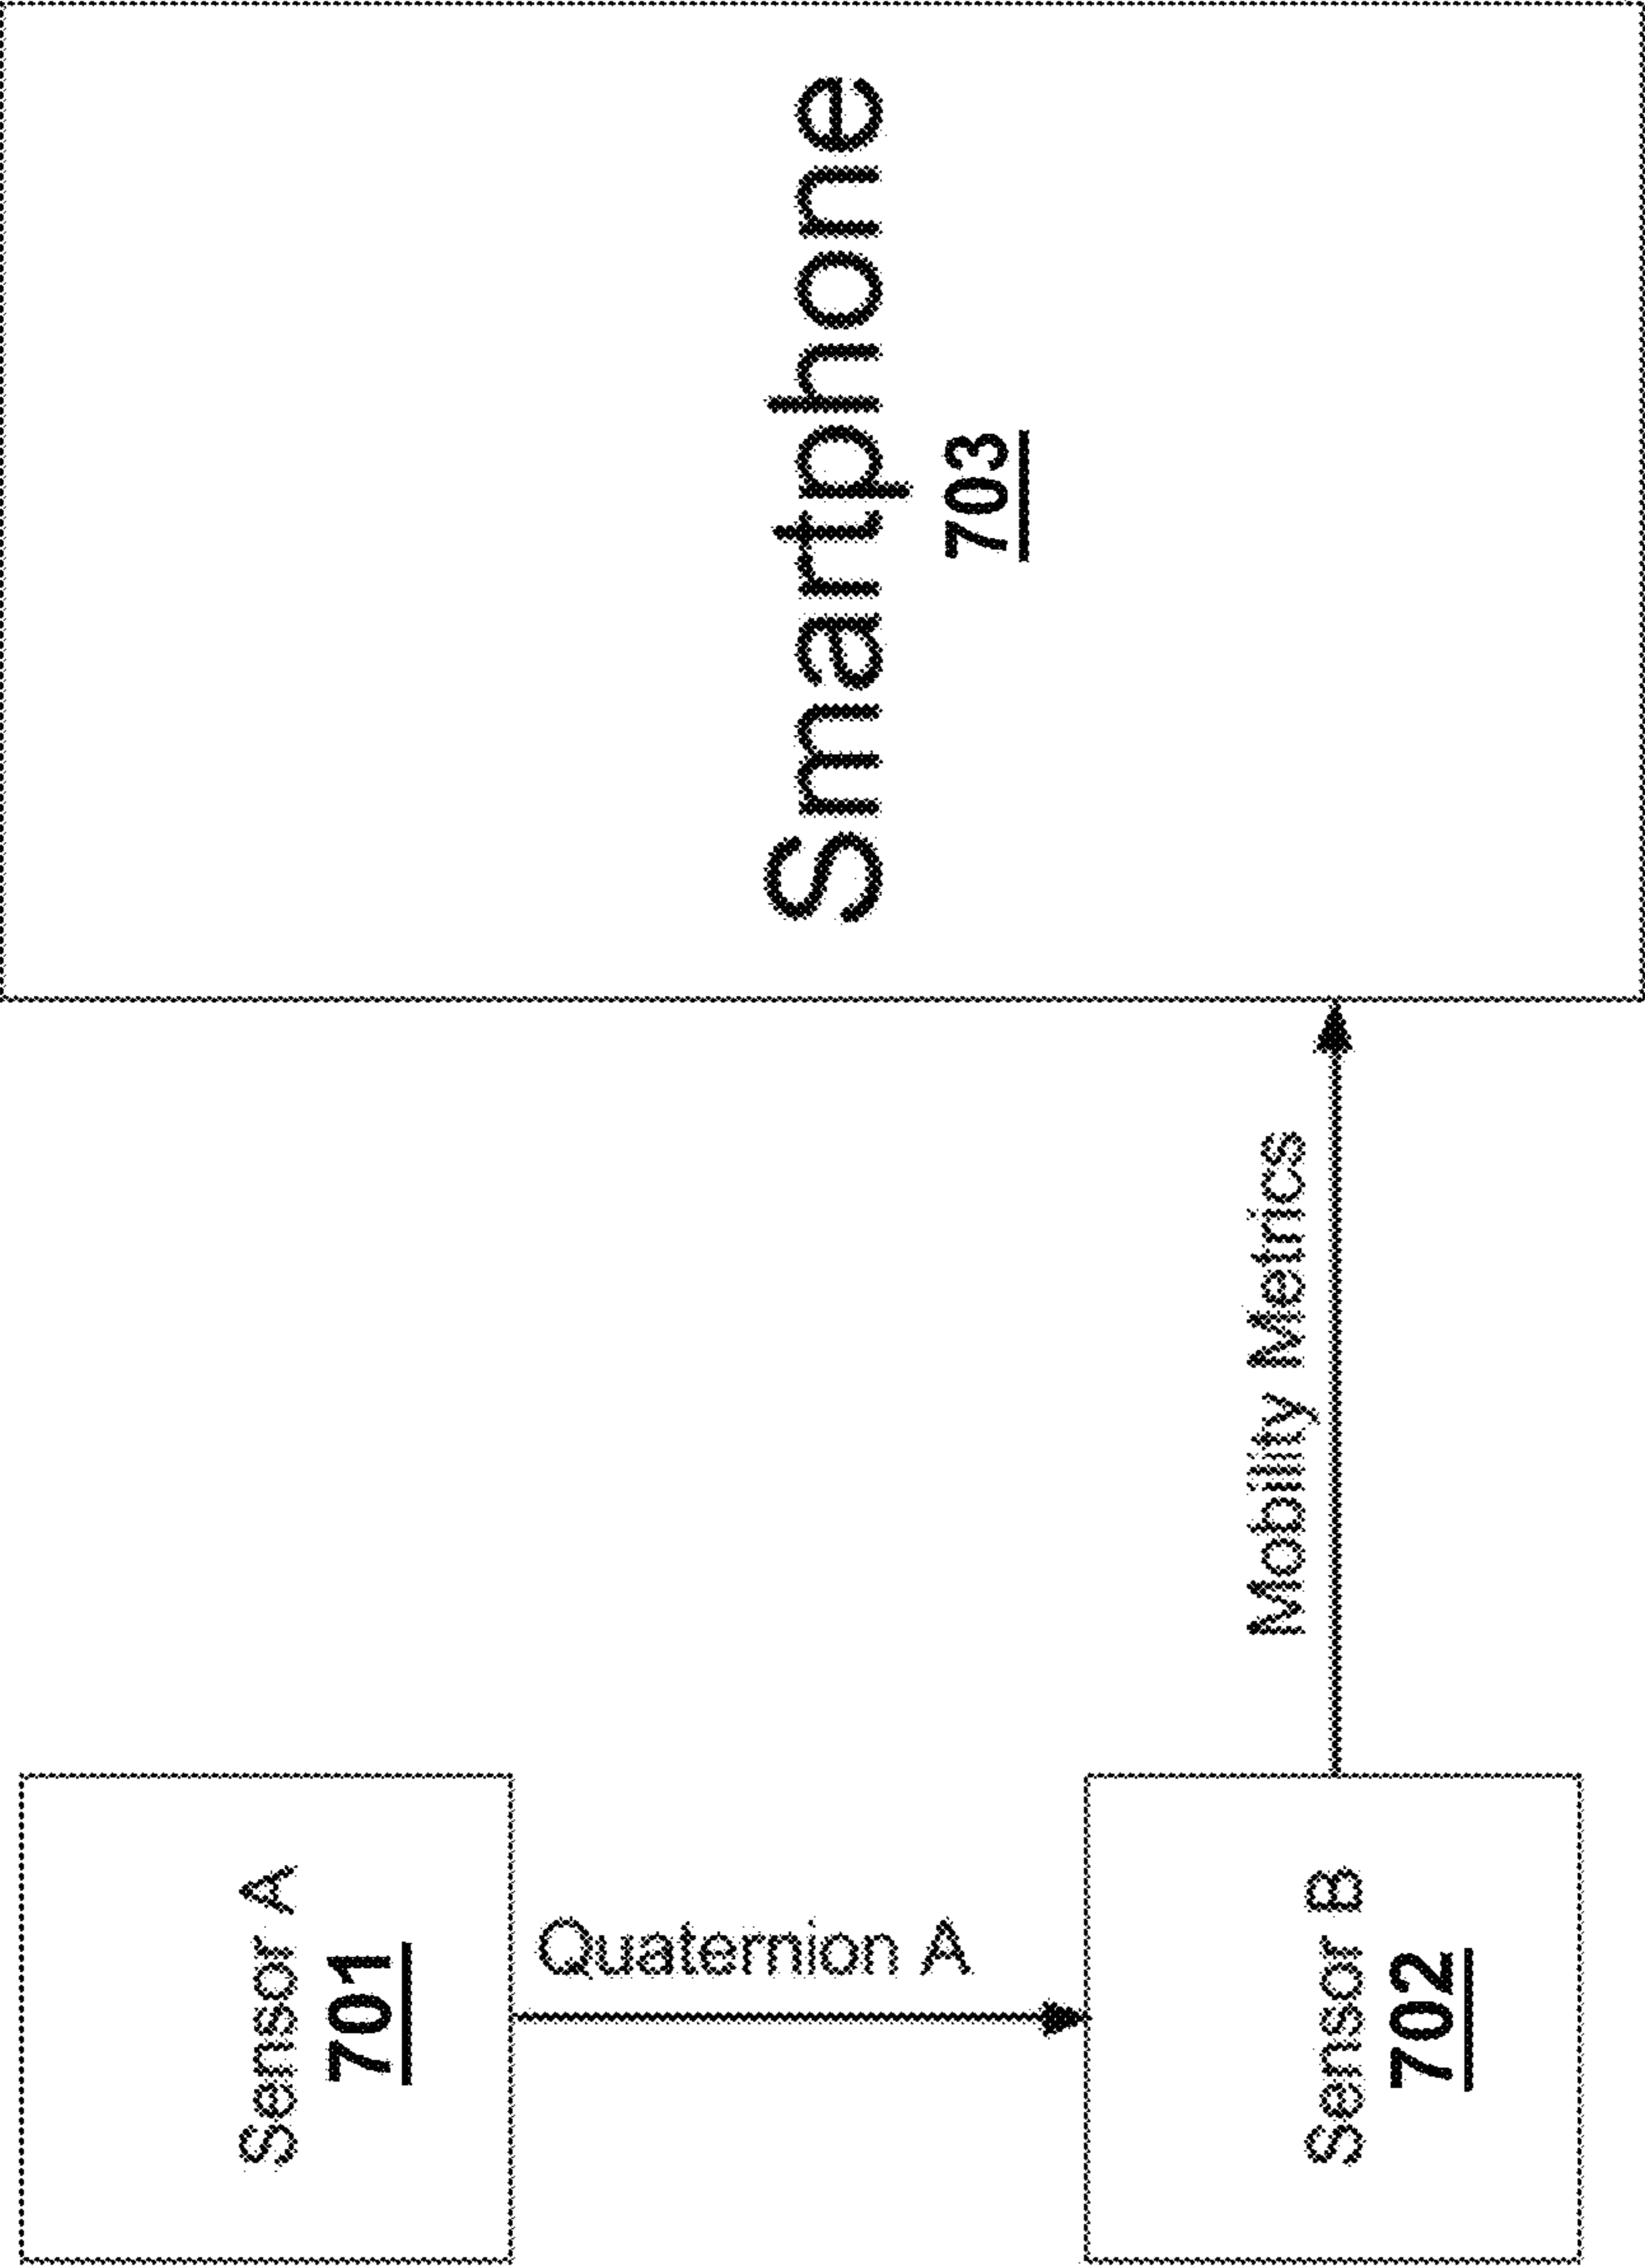 Sensor A
701
Quaternion A
Sensor B
702
Mobility Metrics
Smartphone
703